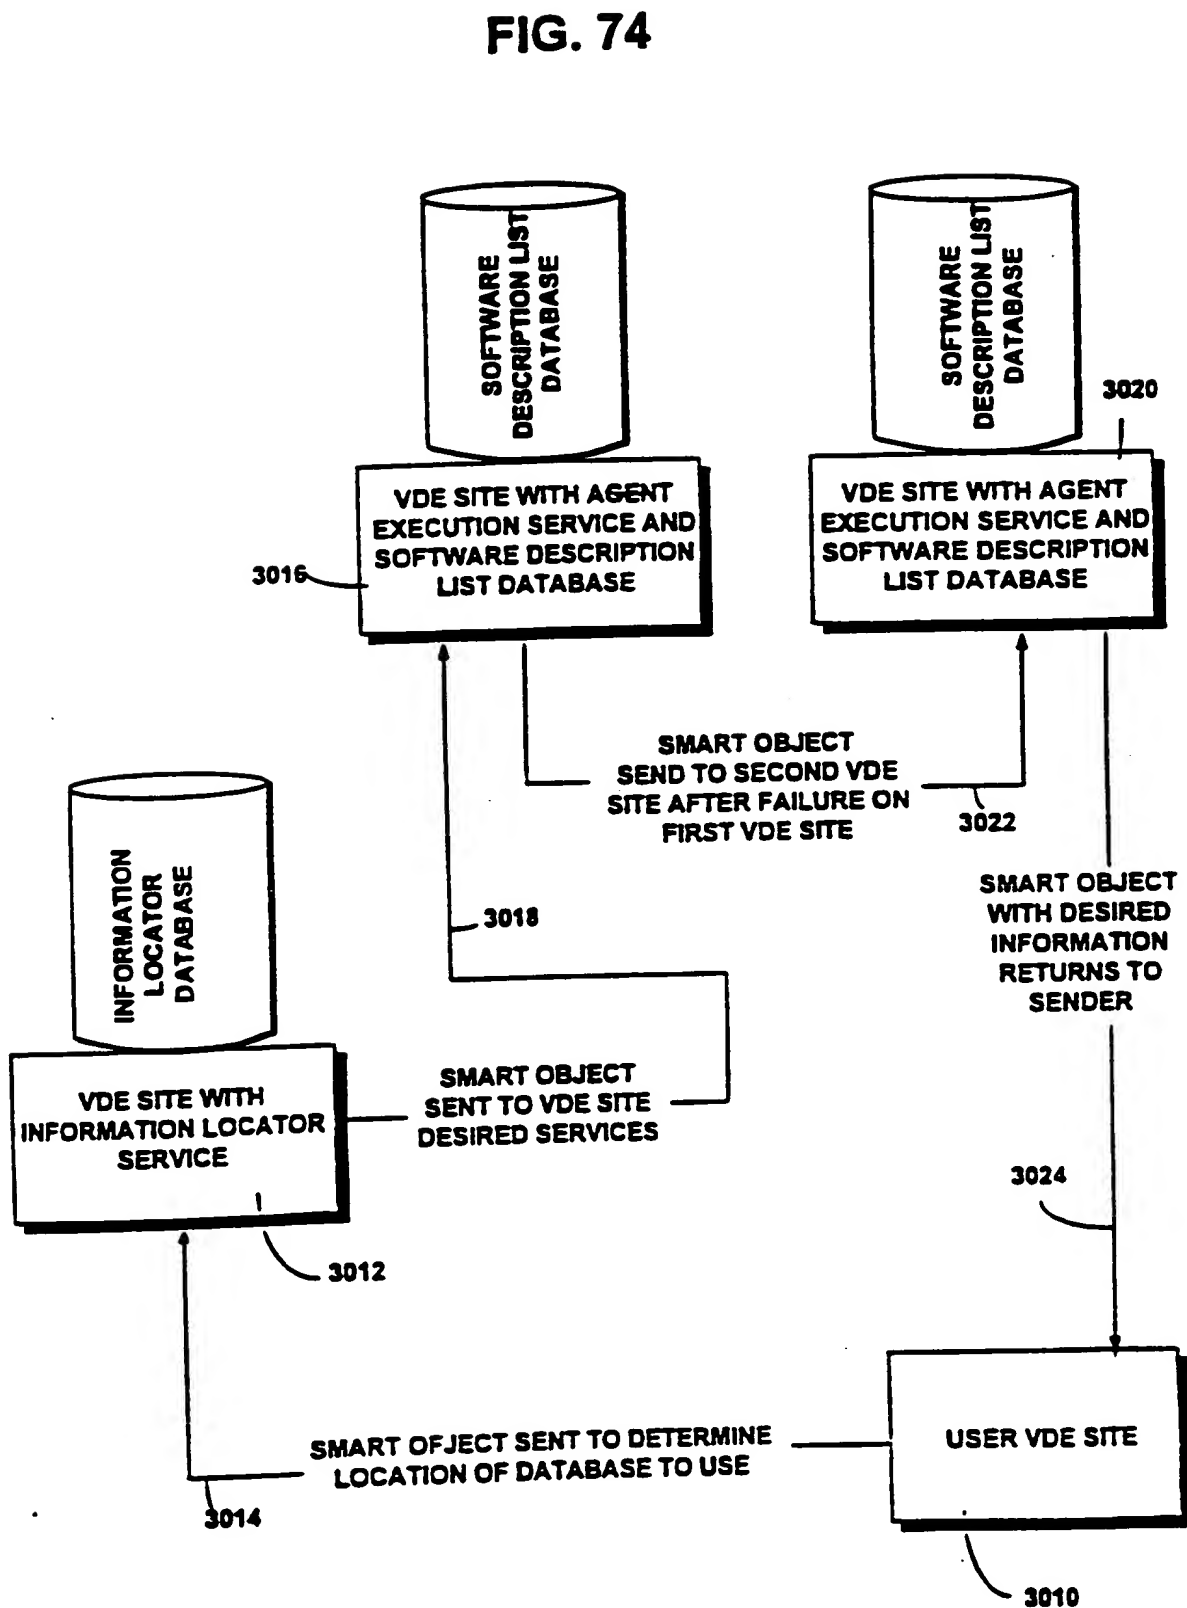 FIG. 74
SOFTWARE
DESCRIPTION LIST
DATABASE
SOFTWARE
DESCRIPTION LIST
DATABASE
3020
VDE SITE WITH AGENT
EXECUTION SERVICE AND
SOFTWARE DESCRIPTION
LIST DATABASE
3016
VDE SITE WITH AGENT
EXECUTION SERVICE AND
SOFTWARE DESCRIPTION
LIST DATABASE
SMART OBJECT
SEND TO SECOND VDE
SITE AFTER FAILURE ON
FIRST VDE SITE
3022
INFORMATION
LOCATOR
DATABASE
3018
SMART OBJECT
WITH DESIRED
INFORMATION
RETURNS TO
SENDER
VDE SITE WITH
INFORMATION LOCATOR
SERVICE
SMART OBJECT
SENT TO VDE SITE
DESIRED SERVICES
3024
3012
SMART OFJECT SENT TO DETERMINE
LOCATION OF DATABASE TO USE
USER VDE SITE
3014
3010